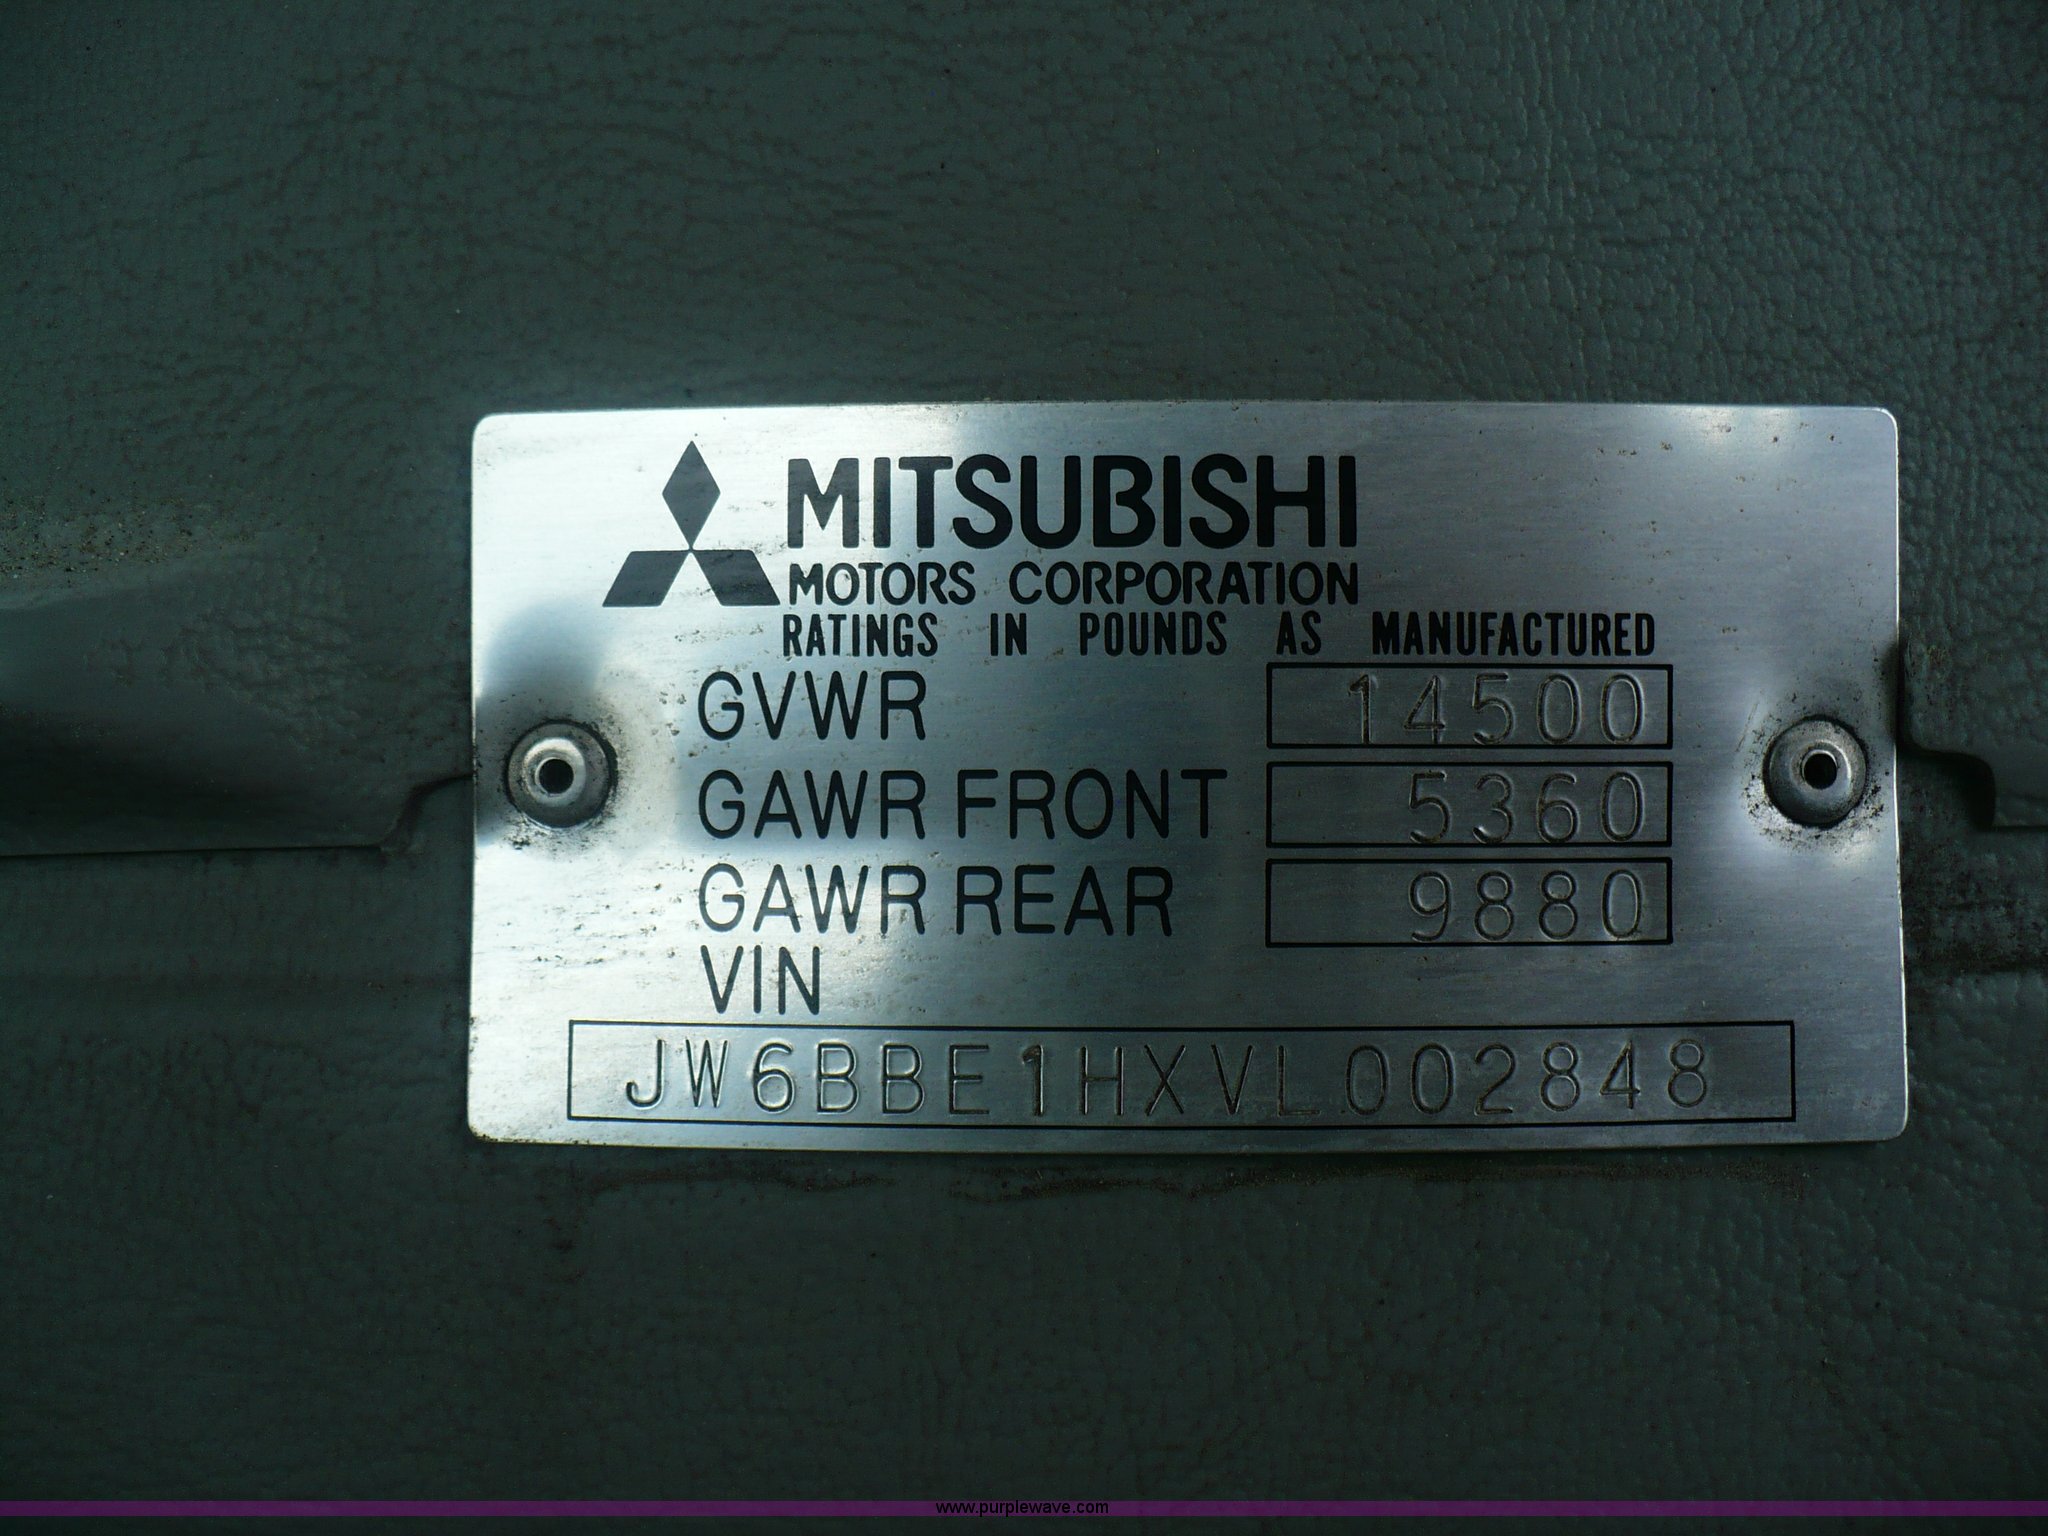 MITSUBISHI
MOTORS CORPORATION
RATINGS IN POUNDS AS MANUFACTURED
GVWR 14500
GAWR FRONT 5360
GAWR REAR 9880
VIN
JW6BBE1HXVL002848
www.purplewave.com